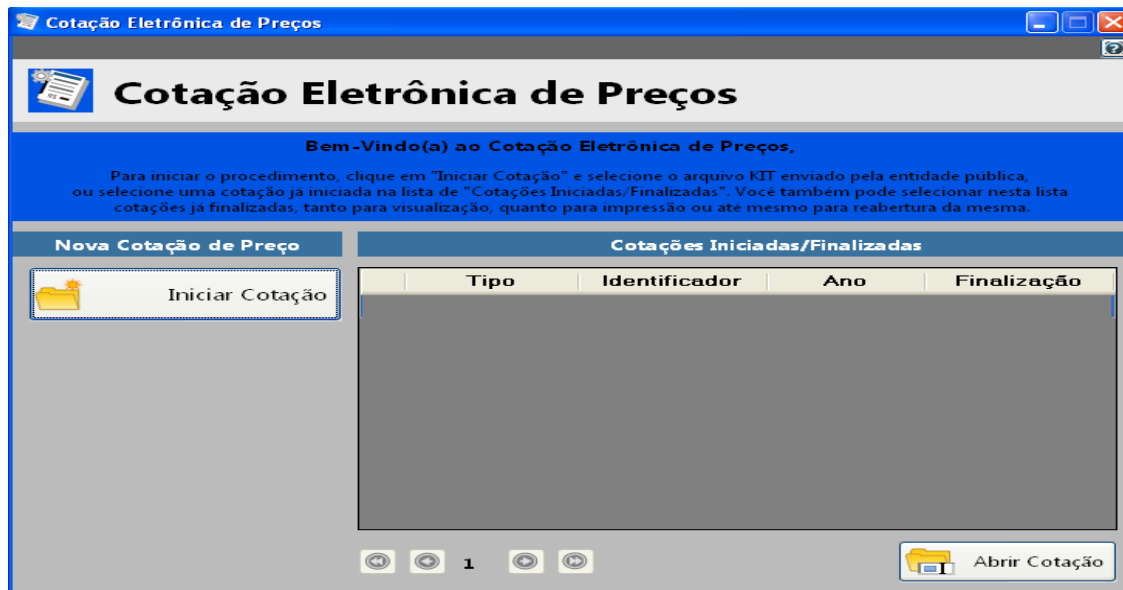 Cotação Eletrônica de Preços
Cotação Eletrônica de Preços
Bem-Vindo(a) ao Cotação Eletrônica de Preços,
Para iniciar o procedimento, clique em "Iniciar Cotação" e selecione o arquivo KIT enviado pela entidade pública,
ou selecione uma cotação já iniciada na lista de "Cotações Iniciadas/Finalizadas". Você também pode selecionar nesta lista
cotações já finalizadas, tanto para visualização, quanto para impressão ou até mesmo para reabertura da mesma.
Nova Cotação de Preço
Cotações Iniciadas/Finalizadas
Iniciar Cotação
Tipo Identificador Ano Finalização
1
Abrir Cotação